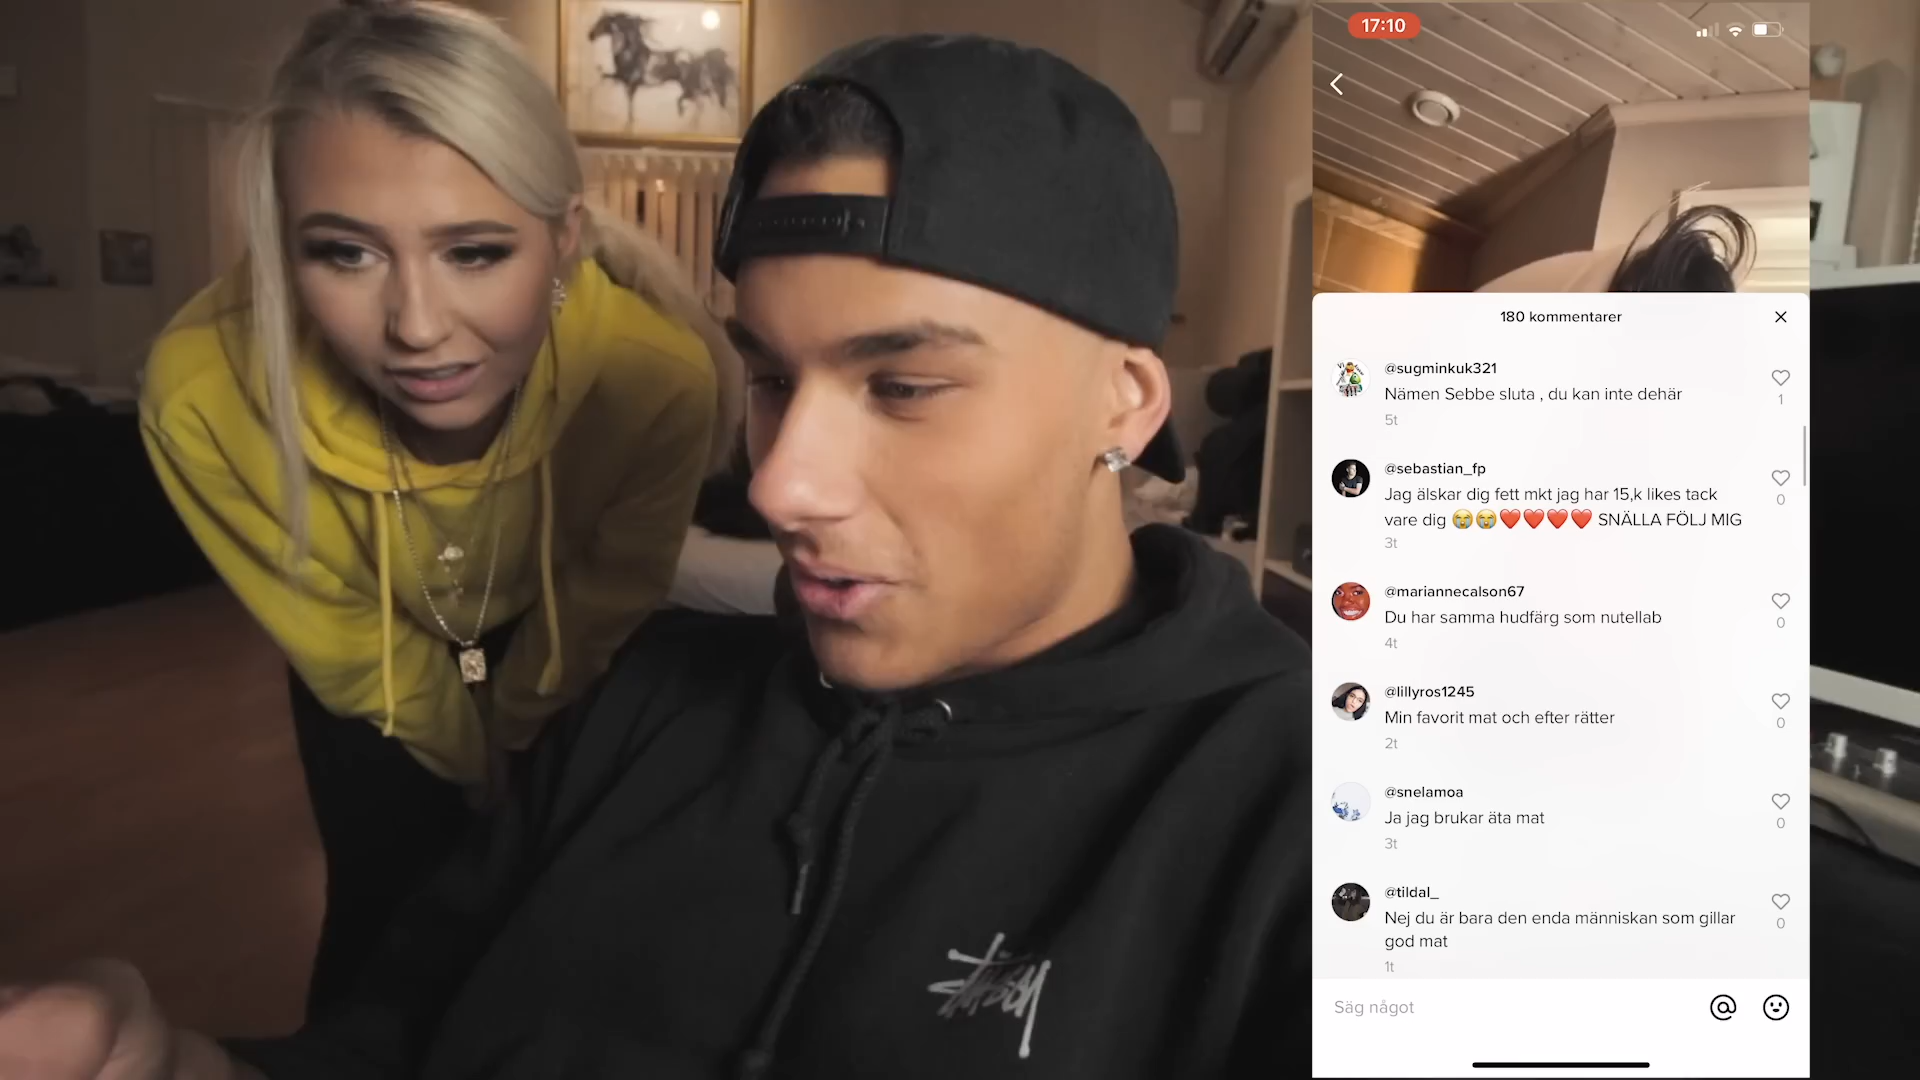 17:10
180 kommentarer
@sugminkuk321
Nämen Sebbe sluta , du kan inte dehär
5t
1
@sebastian_fp
Jag älskar dig fett mkt jag har 15,k likes tack
vare dig 😭😭❤️❤️❤️❤️ SNÄLLA FÖLJ MIG
3t
0
@mariannecalson67
Du har samma hudfärg som nutellab
4t
0
@lillyros1245
Min favorit mat och efter rätter
2t
0
@snelamoa
Ja jag brukar äta mat
3t
0
@tildal_
Nej du är bara den enda människan som gillar
god mat
1t
0
Säg något
Stüssy